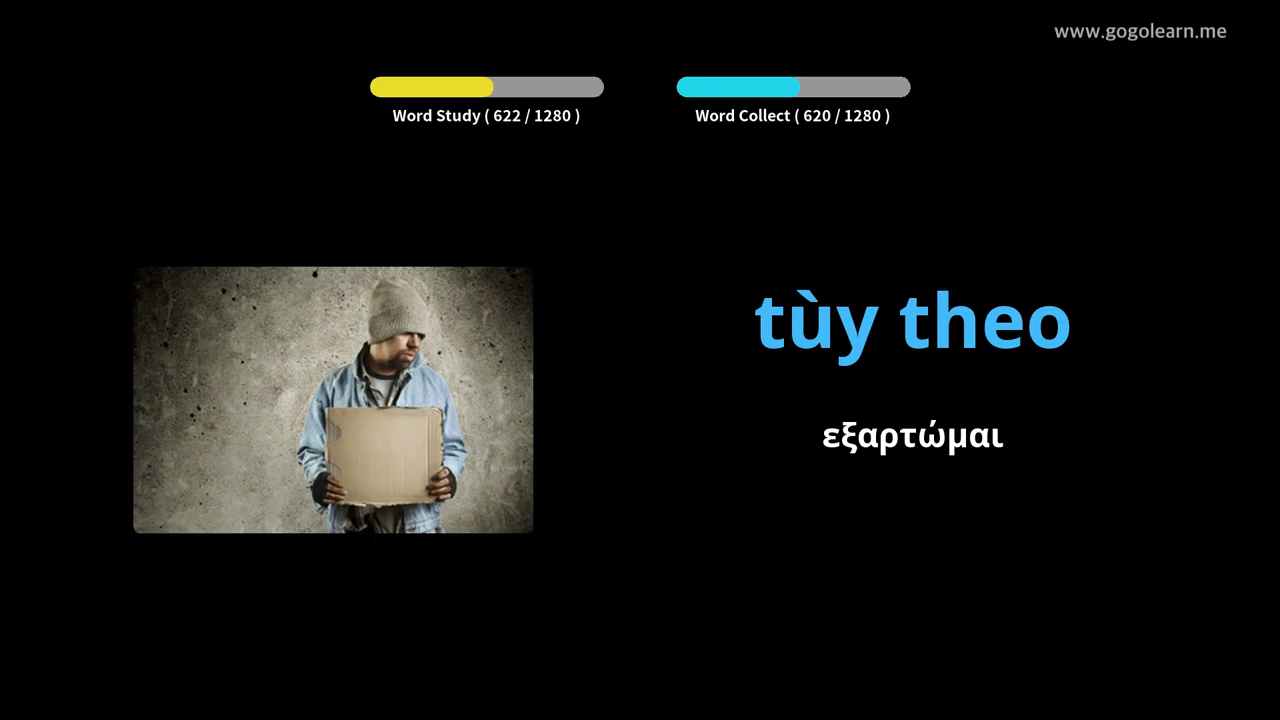 www.gogolearn.me
Word Study ( 622 / 1280 )
Word Collect ( 620 / 1280 )
tùy theo
εξαρτώμαι